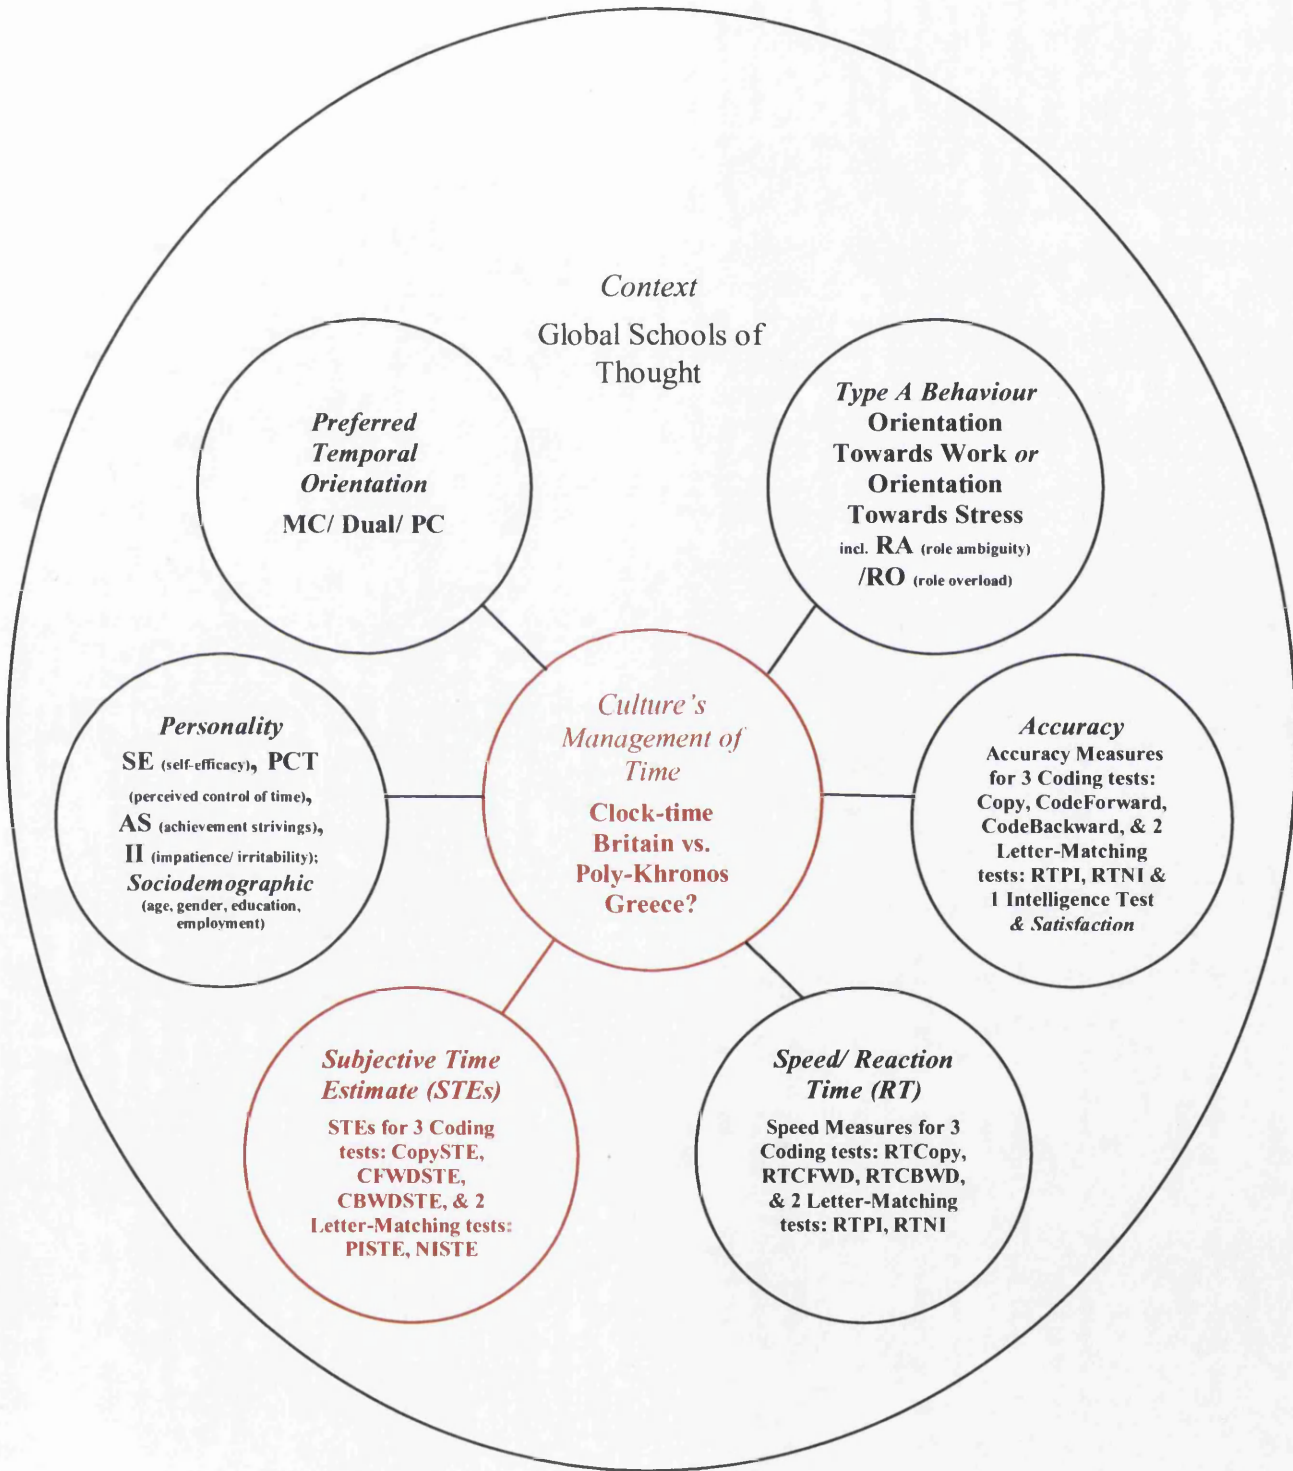 Context
Global Schools of
Thought
Preferred
Temporal
Orientation
MC/ Dual/ PC
Type A Behaviour
Orientation
Towards Work or
Orientation
Towards Stress
incl. RA (role ambiguity)
/RO (role overload)
Personality
SE (self-efficacy), PCT
(perceived control of time),
AS (achievement strivings),
II (impatience/ irritability);
Sociodemographic
(age, gender, education,
employment)
Culture's
Management of
Time
Clock-time
Britain vs.
Poly-Khronos
Greece?
Accuracy
Accuracy Measures
for 3 Coding tests:
Copy, CodeForward,
CodeBackward, & 2
Letter-Matching
tests: RTPI, RTNI &
1 Intelligence Test
& Satisfaction
Subjective Time
Estimate (STEs)
STEs for 3 Coding
tests: CopySTE,
CFWDSTE,
CBWDSTE, & 2
Letter-Matching tests:
PISTE, NISTE
Speed/ Reaction
Time (RT)
Speed Measures for 3
Coding tests: RTCopy,
RTCFWD, RTCBWD,
& 2 Letter-Matching
tests: RTPI, RTNI